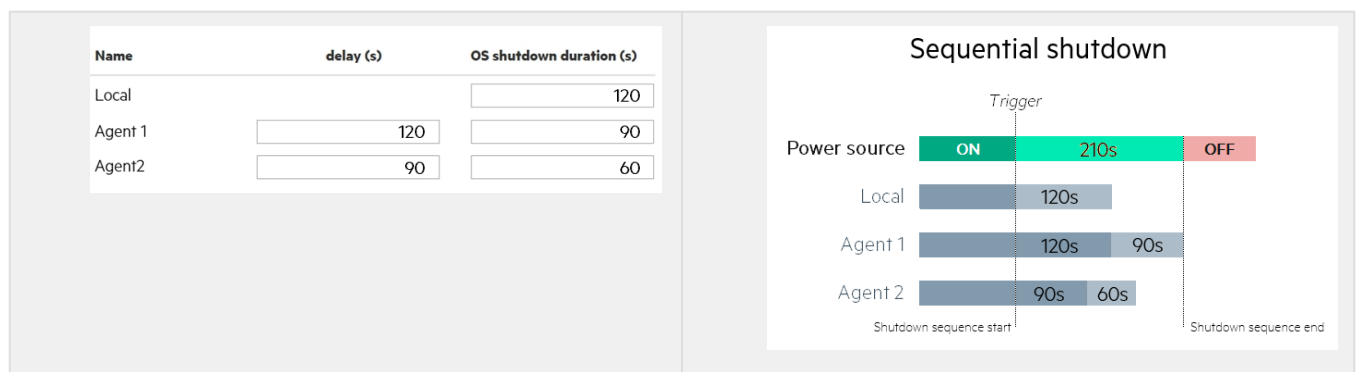 Name delay (s) OS shutdown duration (s)
Local 120
Agent 1 120 90
Agent2 90 60
Sequential shutdown
Trigger
Power source ON 210s OFF
Local 120s
Agent 1 120s 90s
Agent 2 90s 60s
Shutdown sequence start Shutdown sequence end